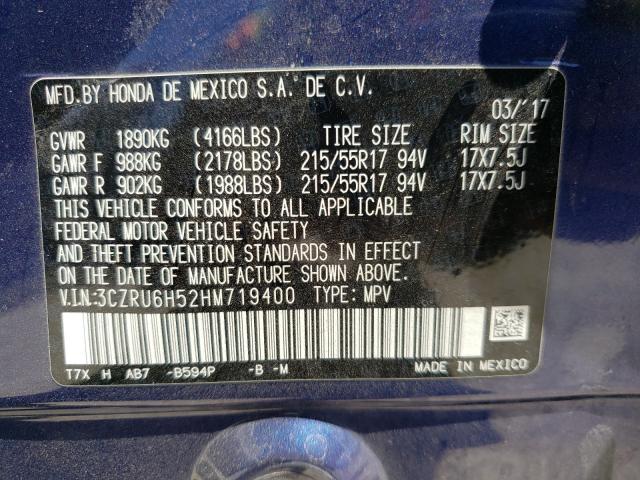 MFD. BY HONDA DE MEXICO S.A. DE C.V.
03/'17
GVWR 1890KG (4166LBS) TIRE SIZE RIM SIZE
GAWR F 988KG (2178LBS) 215/55R17 94V 17X7.5J
GAWR R 902KG (1988LBS) 215/55R17 94V 17X7.5J
THIS VEHICLE CONFORMS TO ALL APPLICABLE
FEDERAL MOTOR VEHICLE SAFETY
AND THEFT PREVENTION STANDARDS IN EFFECT ON THE
DATE OF MANUFACTURE SHOWN ABOVE.
V.I.N.:3CZRU6H52HM719400 TYPE: MPV
T7X H AB7 -B594P -B -M
MADE IN MEXICO